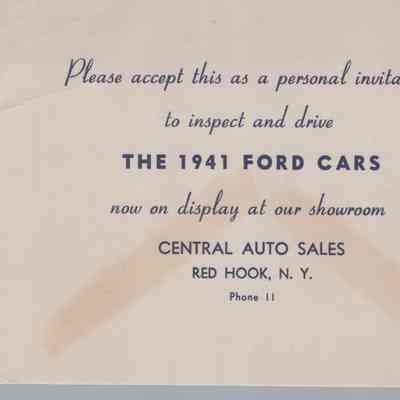 Please accept this as a personal invita
to inspect and drive
THE 1941 FORD CARS
now on display at our showroom
CENTRAL AUTO SALES
RED HOOK, N. Y.
Phone 11